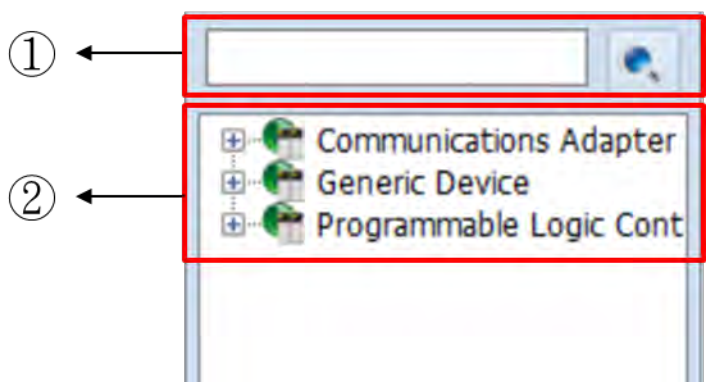 ①
Communications Adapter
Generic Device
②
Programmable Logic Cont